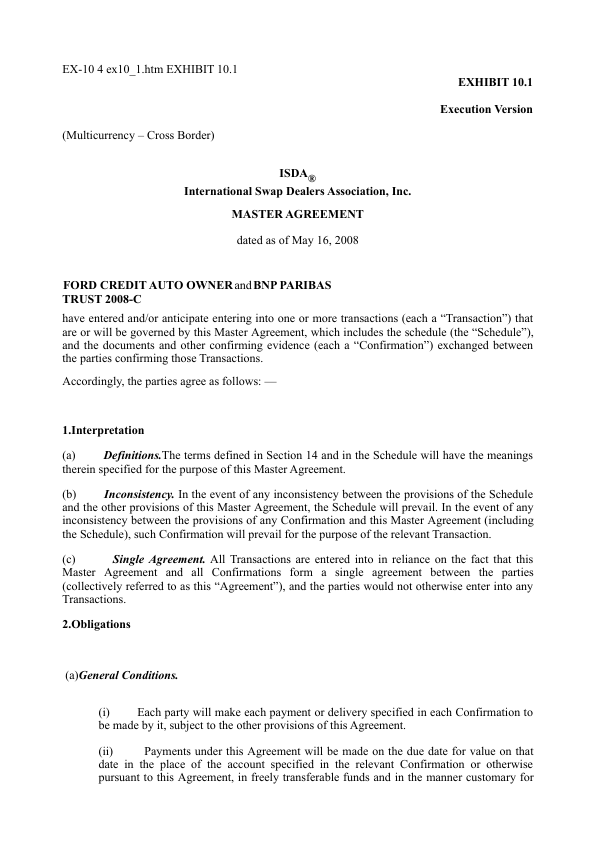 EX-10 4 ex10_1.htm EXHIBIT 10.1
EXHIBIT 10.1
Execution Version
(Multicurrency – Cross Border)
ISDA®
International Swap Dealers Association, Inc.
MASTER AGREEMENT
dated as of May 16, 2008
FORD CREDIT AUTO OWNER and BNP PARIBAS
TRUST 2008-C
have entered and/or anticipate entering into one or more transactions (each a “Transaction”) that
are or will be governed by this Master Agreement, which includes the schedule (the “Schedule”),
and the documents and other confirming evidence (each a “Confirmation”) exchanged between
the parties confirming those Transactions.
Accordingly, the parties agree as follows: —
1.Interpretation
(a) Definitions.The terms defined in Section 14 and in the Schedule will have the meanings
therein specified for the purpose of this Master Agreement.
(b) Inconsistency. In the event of any inconsistency between the provisions of the Schedule
and the other provisions of this Master Agreement, the Schedule will prevail. In the event of any
inconsistency between the provisions of any Confirmation and this Master Agreement (including
the Schedule), such Confirmation will prevail for the purpose of the relevant Transaction.
(c) Single Agreement. All Transactions are entered into in reliance on the fact that this
Master Agreement and all Confirmations form a single agreement between the parties
(collectively referred to as this “Agreement”), and the parties would not otherwise enter into any
Transactions.
2.Obligations
(a)General Conditions.
(i) Each party will make each payment or delivery specified in each Confirmation to
be made by it, subject to the other provisions of this Agreement.
(ii) Payments under this Agreement will be made on the due date for value on that
date in the place of the account specified in the relevant Confirmation or otherwise
pursuant to this Agreement, in freely transferable funds and in the manner customary for